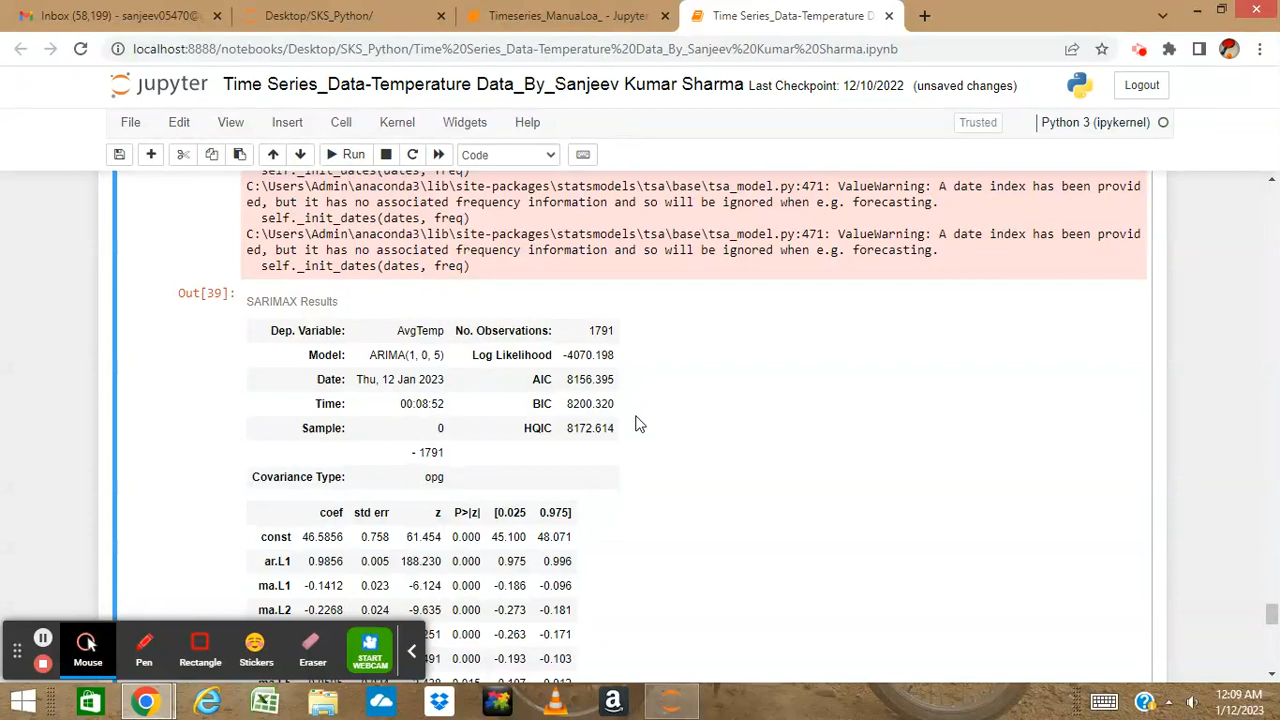 Inbox (58,199) - sanjeev05470@g
Desktop/SKS_Python/
Timeseries_ManuaLoa_ - Jupyter
Time Series_Data-Temperature D
localhost:8888/notebooks/Desktop/SKS_Python/Time%20Series_Data-Temperature%20Data_By_Sanjeev%20Kumar%20Sharma.ipynb
jupyter Time Series_Data-Temperature Data_By_Sanjeev Kumar Sharma Last Checkpoint: 12/10/2022 (unsaved changes) Logout
File Edit View Insert Cell Kernel Widgets Help Trusted Python 3 (ipykernel)
Run Code
self._init_dates(dates, freq)
C:\Users\Admin\anaconda3\lib\site-packages\statsmodels\tsa\base\tsa_model.py:471: ValueWarning: A date index has been provid
ed, but it has no associated frequency information and so will be ignored when e.g. forecasting.
self._init_dates(dates, freq)
C:\Users\Admin\anaconda3\lib\site-packages\statsmodels\tsa\base\tsa_model.py:471: ValueWarning: A date index has been provid
ed, but it has no associated frequency information and so will be ignored when e.g. forecasting.
self._init_dates(dates, freq)
Out[39]:
SARIMAX Results
Dep. Variable: AvgTemp No. Observations: 1791
Model: ARIMA(1, 0, 5) Log Likelihood -4070.198
Date: Thu, 12 Jan 2023 AIC 8156.395
Time: 00:08:52 BIC 8200.320
Sample: 0 HQIC 8172.614
- 1791
Covariance Type: opg
coef std err z P>|z| [0.025 0.975]
const 46.5856 0.758 61.454 0.000 45.100 48.071
ar.L1 0.9856 0.005 188.230 0.000 0.975 0.996
ma.L1 -0.1412 0.023 -6.124 0.000 -0.186 -0.096
ma.L2 -0.2268 0.024 -9.635 0.000 -0.273 -0.181
251 0.000 -0.263 -0.171
491 0.000 -0.193 -0.103
Mouse Pen Rectangle Stickers Eraser START
WEBCAM
12:09 AM
1/12/2023